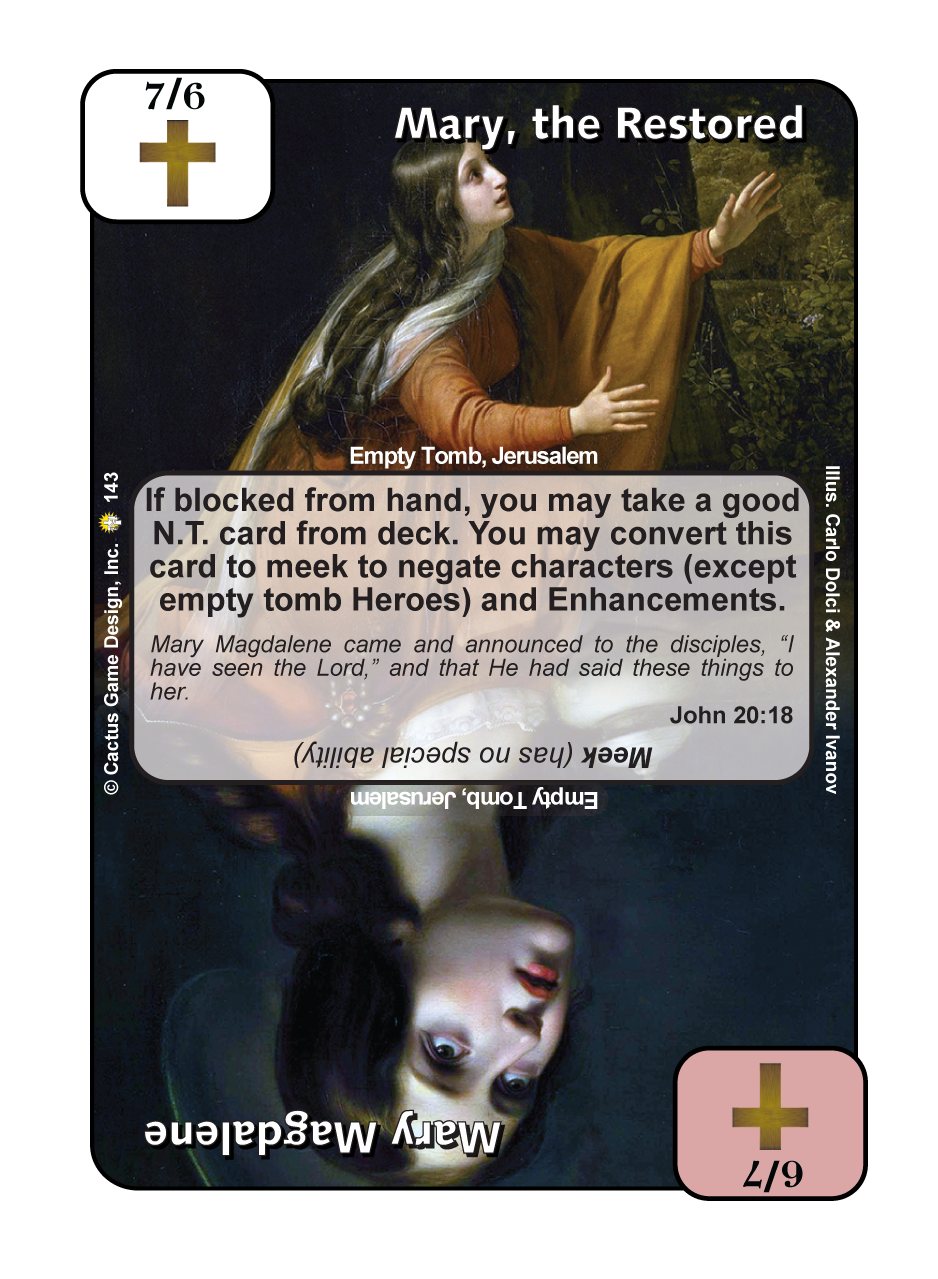 7/6
Mary, the Restored
Empty Tomb, Jerusalem
If blocked from hand, you may take a good
N.T. card from deck. You may convert this
card to meek to negate characters (except
empty tomb Heroes) and Enhancements.
Mary Magdalene came and announced to the disciples, “I
have seen the Lord,” and that He had said these things to
her.
John 20:18
Meek (has no special ability)
Empty Tomb, Jerusalem
Mary Magdalene
6/7
© Cactus Game Design, Inc. 143
Illus. Carlo Dolci & Alexander Ivanov